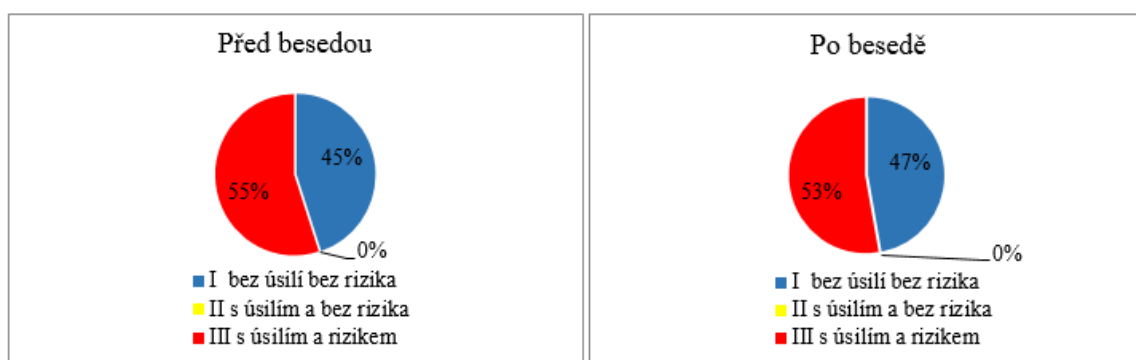 Před besedou
45%
55%
0%
I bez úsilí bez rizika
II s úsilím a bez rizika
III s úsilím a rizikem
Po besedě
47%
53%
0%
I bez úsilí bez rizika
II s úsilím a bez rizika
III s úsilím a rizikem